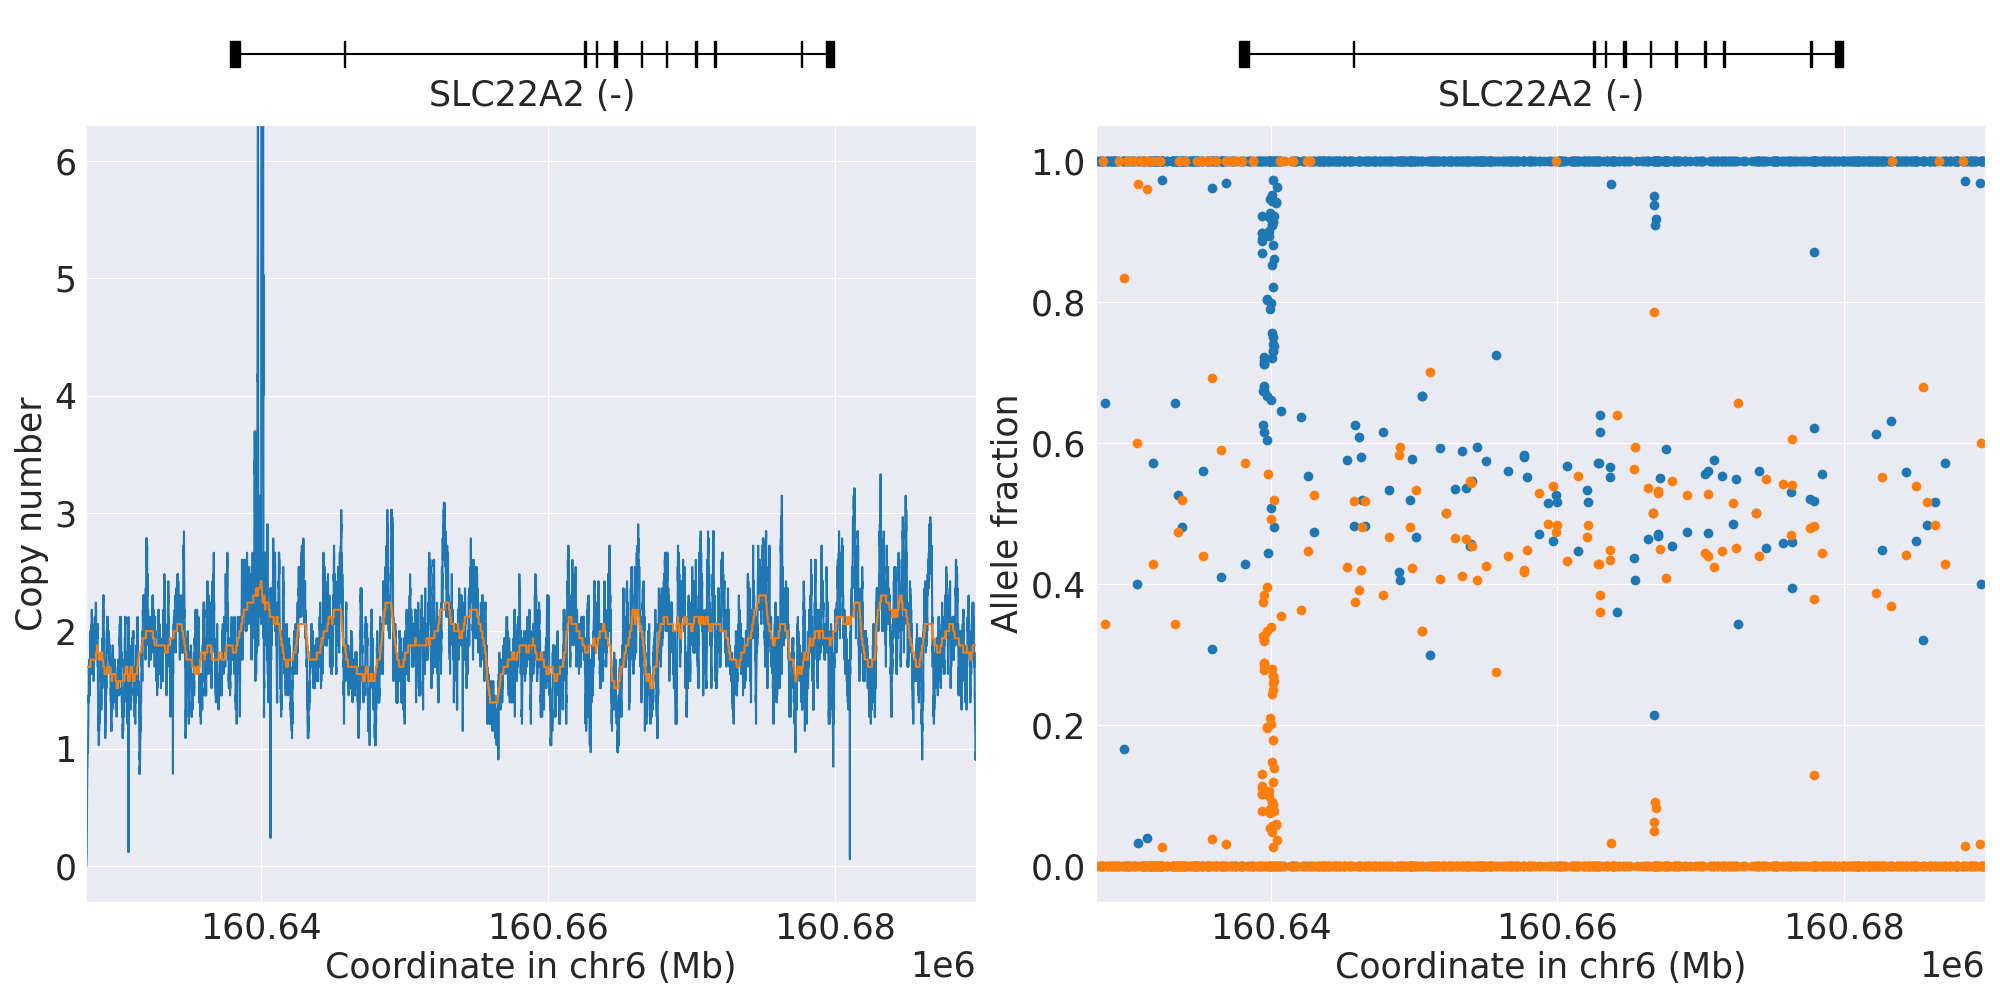 SLC22A2 (-)
6
5
4
3
2
1
0
Copy number
160.64 160.66 160.68
Coordinate in chr6 (Mb)
1e6
SLC22A2 (-)
1.0
0.8
0.6
0.4
0.2
0.0
Allele fraction
160.64 160.66 160.68
Coordinate in chr6 (Mb)
1e6